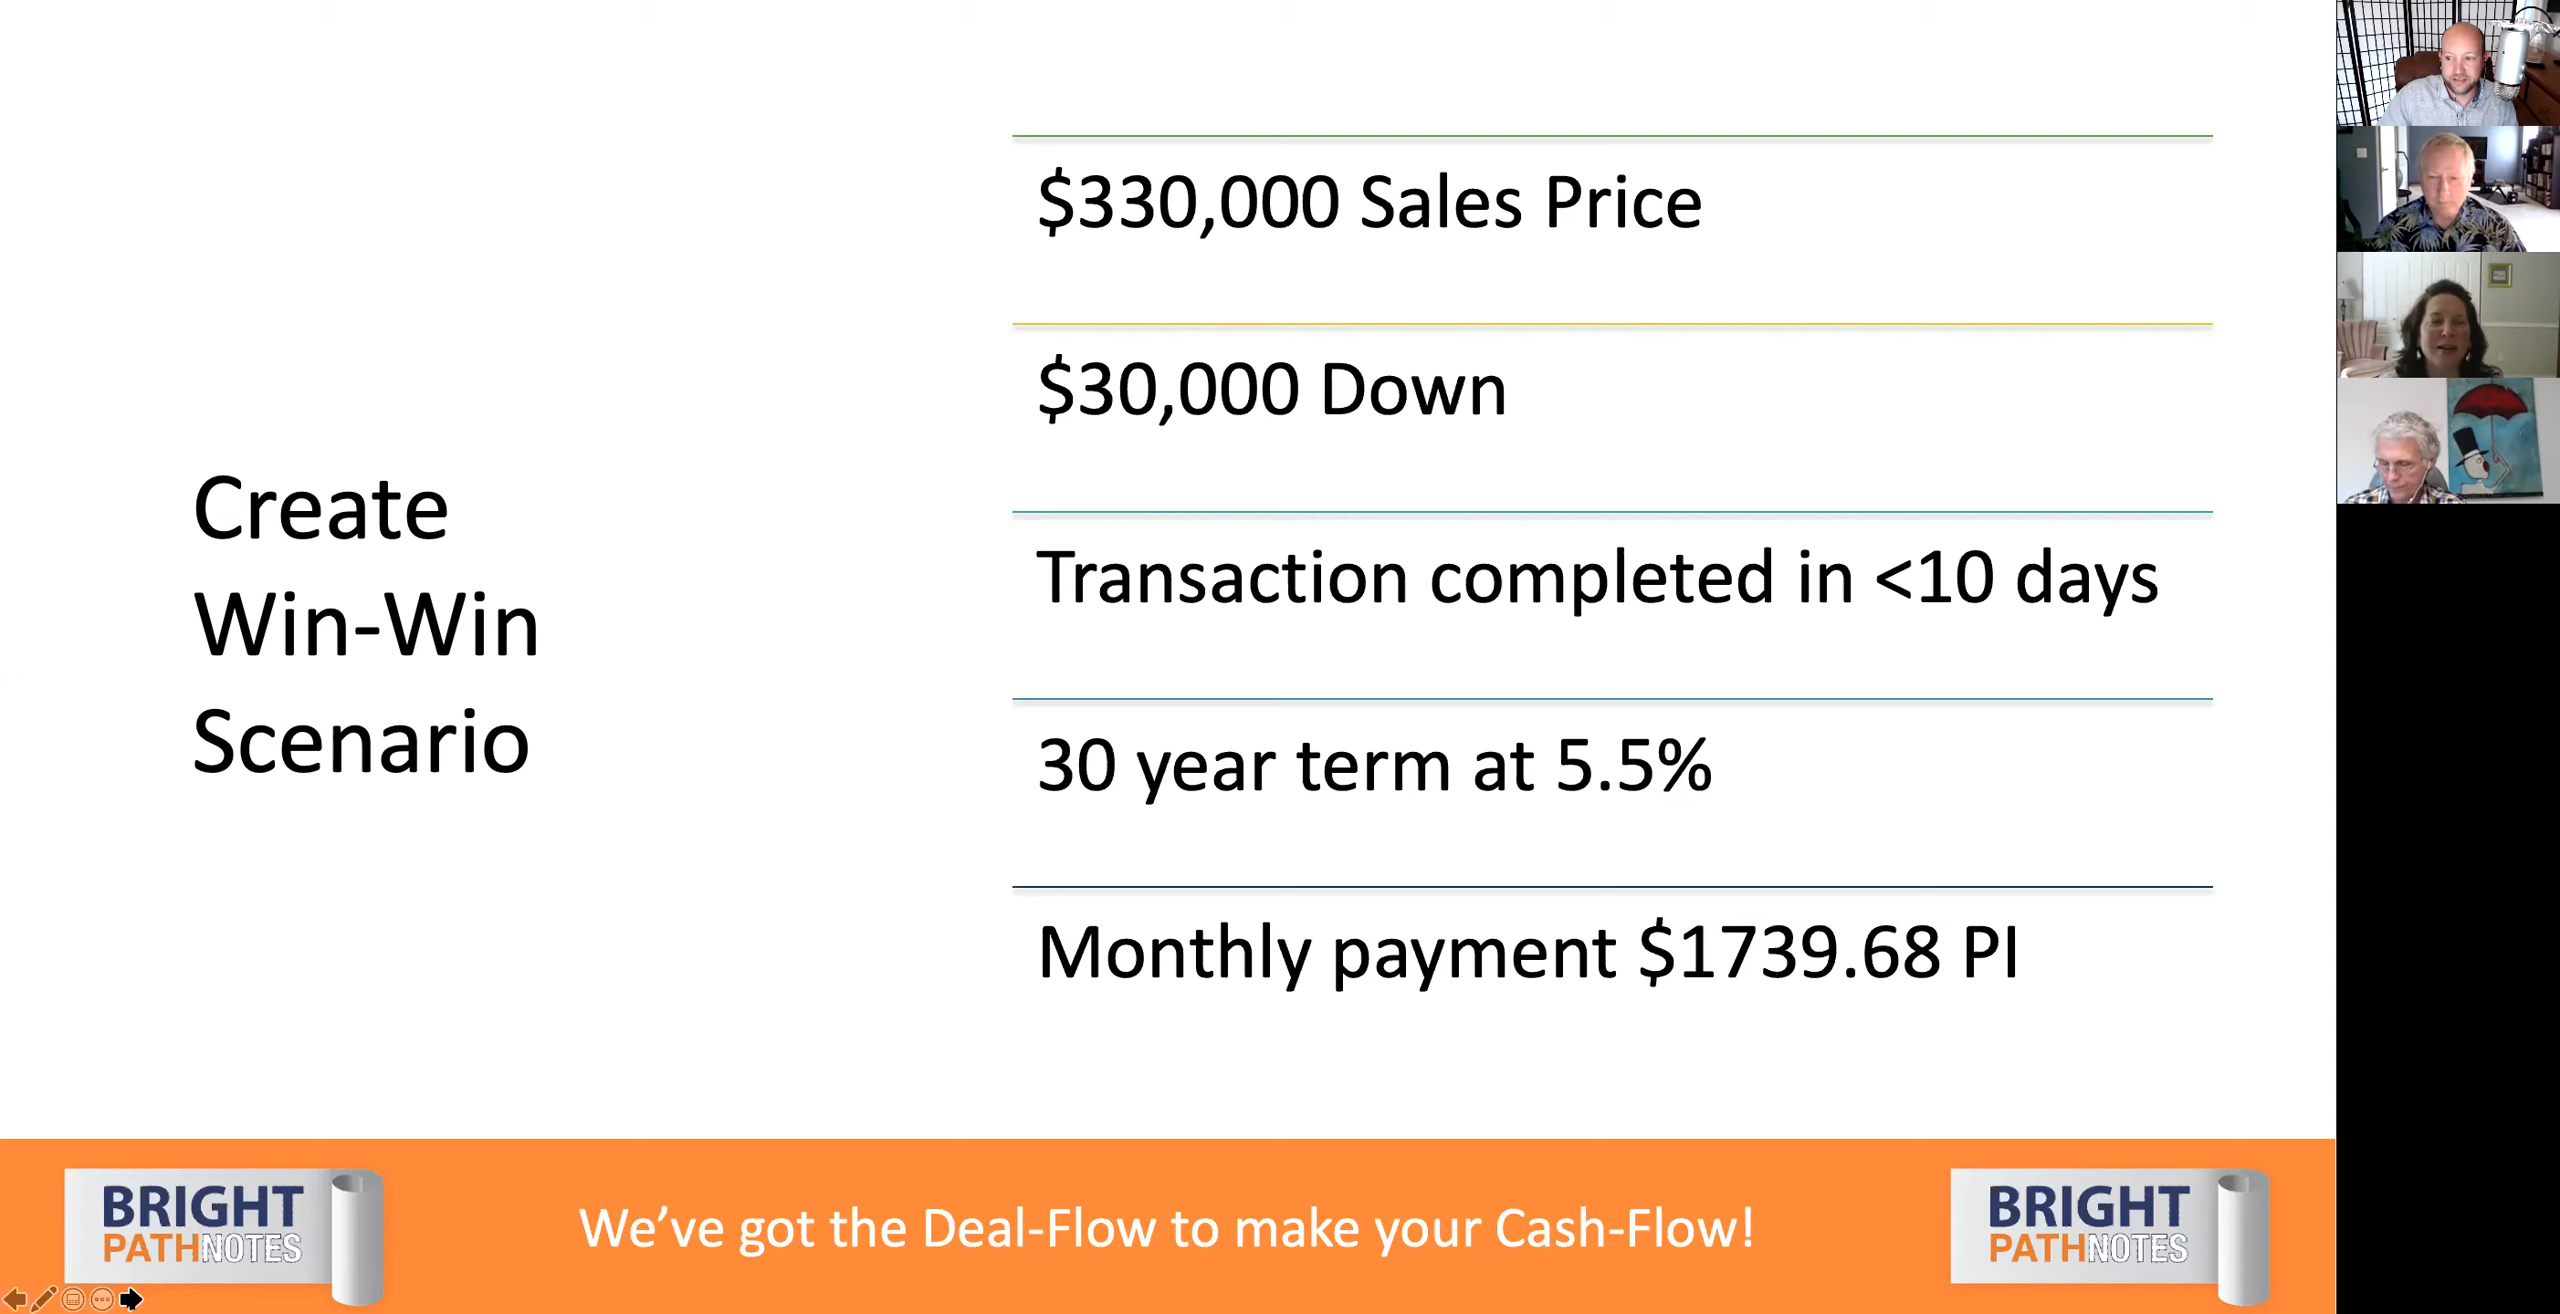 Create
Win-Win
Scenario
$330,000 Sales Price
$30,000 Down
Transaction completed in <10 days
30 year term at 5.5%
Monthly payment $1739.68 PI
BRIGHT
PATHNOTES
We’ve got the Deal-Flow to make your Cash-Flow!
BRIGHT
PATHNOTES